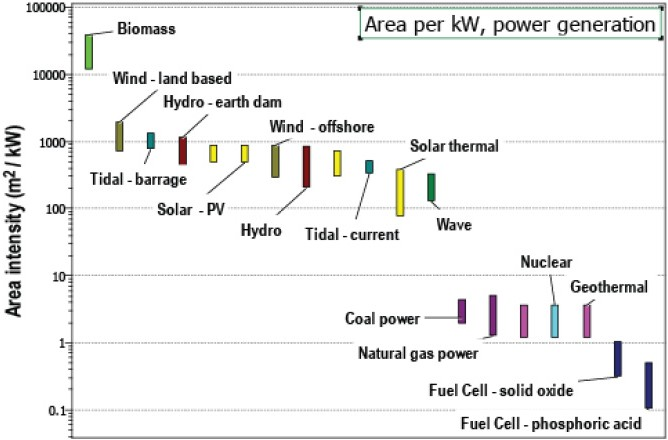 Area per kW, power generation
Area intensity (m² / kW)
100000
10000
1000
100
10
1
0.1
Biomass
Wind - land based
Hydro - earth dam
Wind - offshore
Solar thermal
Tidal - barrage
Solar - PV
Hydro
Tidal - current
Wave
Nuclear
Geothermal
Coal power
Natural gas power
Fuel Cell - solid oxide
Fuel Cell - phosphoric acid